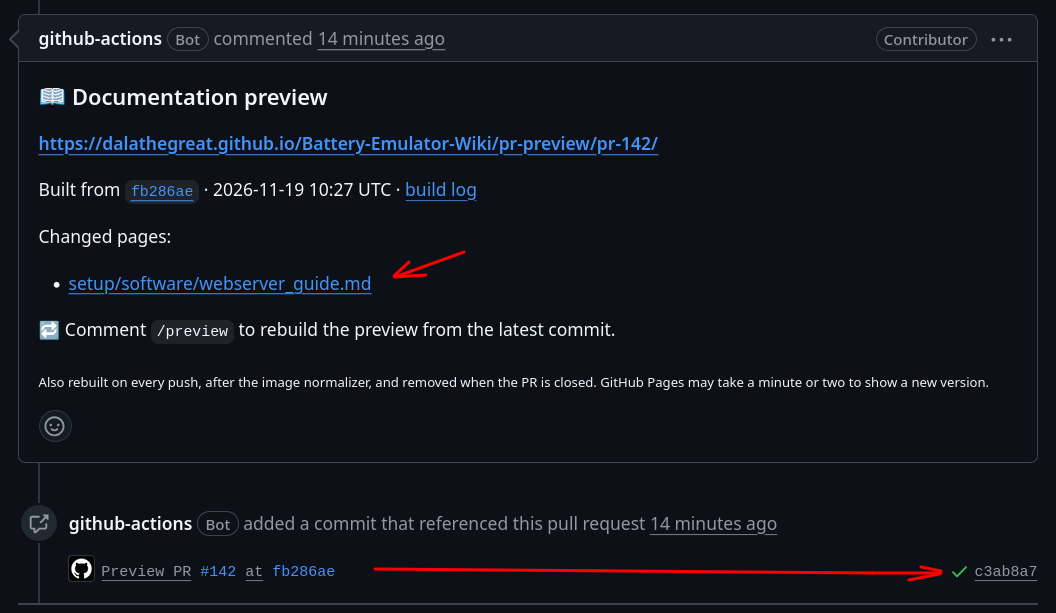 github-actions Bot commented 14 minutes ago Contributor
Documentation preview
https://dalathegreat.github.io/Battery-Emulator-Wiki/pr-preview/pr-142/
Built from fb286ae · 2026-11-19 10:27 UTC · build log
Changed pages:
• setup/software/webserver_guide.md
Comment /preview to rebuild the preview from the latest commit.
Also rebuilt on every push, after the image normalizer, and removed when the PR is closed. GitHub Pages may take a minute or two to show a new version.
github-actions Bot added a commit that referenced this pull request 14 minutes ago
Preview PR #142 at fb286ae c3ab8a7